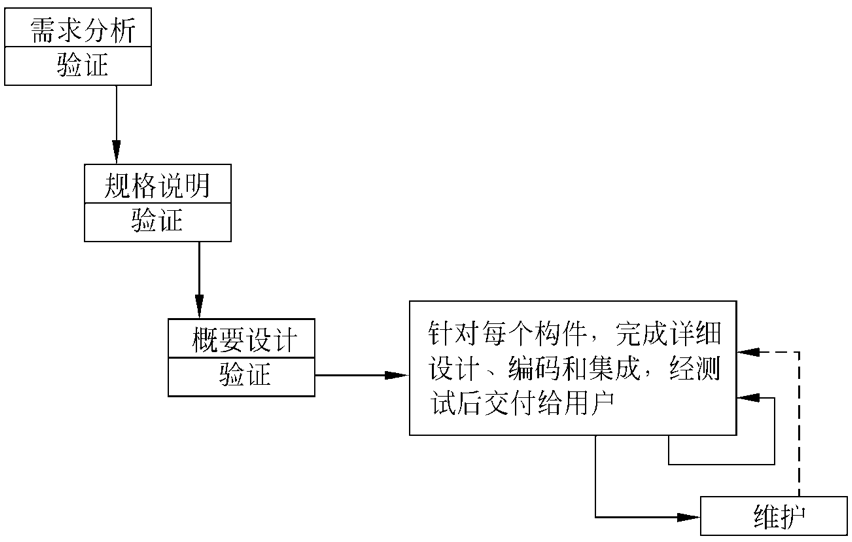 需求分析
验证
规格说明
验证
概要设计
验证
针对每个构件，完成详细
设计、编码和集成，经测
试后交付给用户
维护